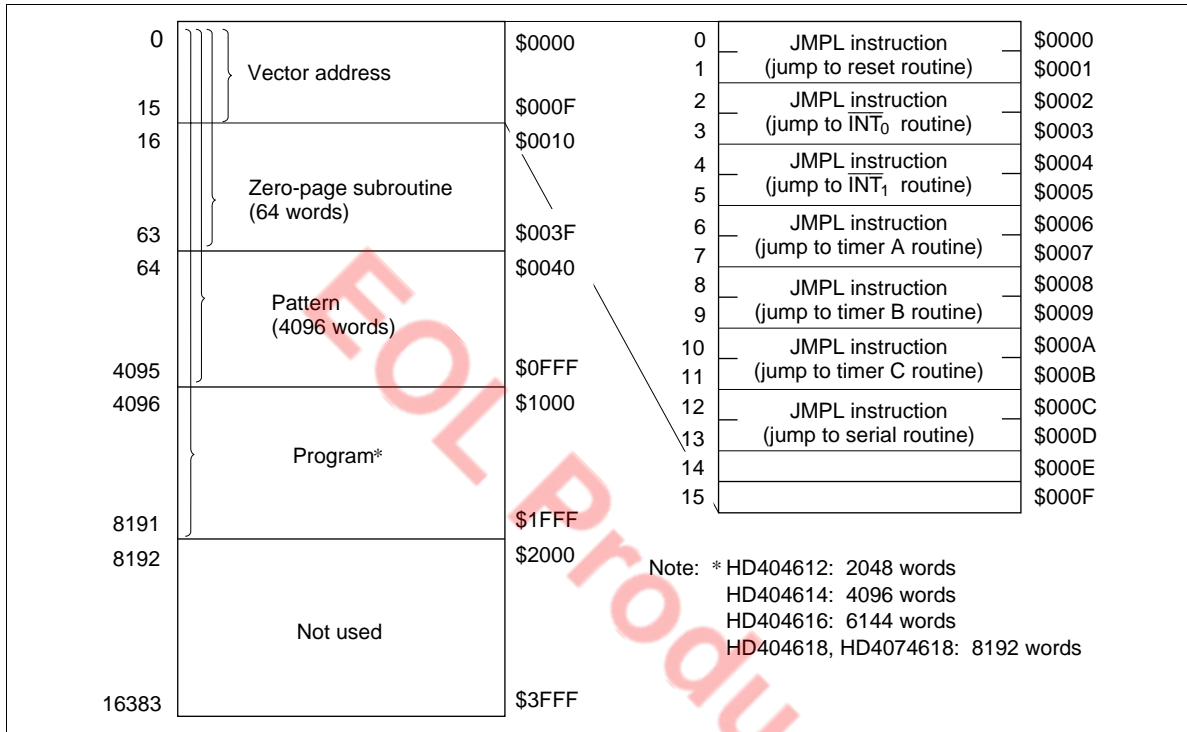 0
$0000
Vector address
15
$000F
16
$0010
Zero-page subroutine
(64 words)
63
$003F
64
$0040
Pattern
(4096 words)
4095
$0FFF
4096
$1000
Program*
8191
$1FFF
8192
$2000
Not used
16383
$3FFF
0
JMPL instruction
$0000
1
(jump to reset routine)
$0001
2
JMPL instruction
$0002
3
(jump to I̅N̅T̅₀ routine)
$0003
4
JMPL instruction
$0004
5
(jump to I̅N̅T̅₁ routine)
$0005
6
JMPL instruction
$0006
7
(jump to timer A routine)
$0007
8
JMPL instruction
$0008
9
(jump to timer B routine)
$0009
10
JMPL instruction
$000A
11
(jump to timer C routine)
$000B
12
JMPL instruction
$000C
13
(jump to serial routine)
$000D
14
$000E
15
$000F
Note: * HD404612: 2048 words
HD404614: 4096 words
HD404616: 6144 words
HD404618, HD4074618: 8192 words
EOL Produ